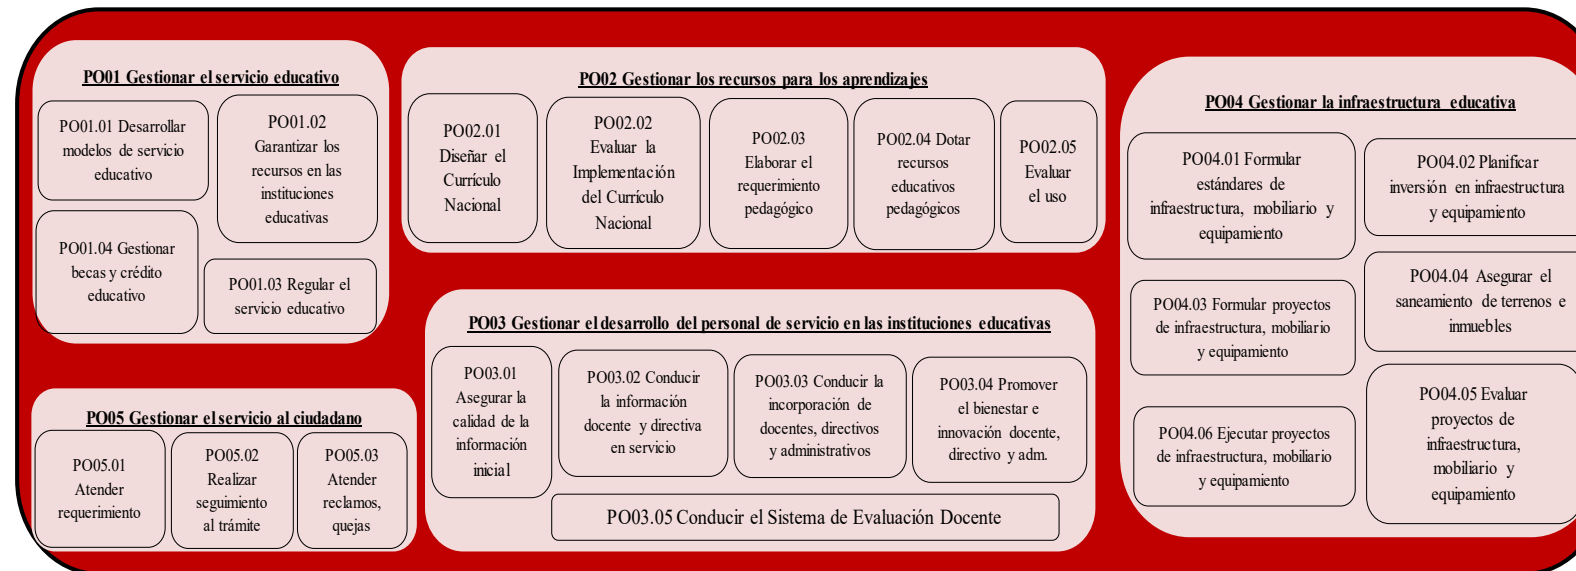 PO01 Gestionar el servicio educativo
PO01.01 Desarrollar
modelos de servicio
educativo
PO01.02
Garantizar los
recursos en las
instituciones
educativas
PO01.04 Gestionar
becas y crédito
educativo
PO01.03 Regular el
servicio educativo
PO02 Gestionar los recursos para los aprendizajes
PO02.01
Diseñar el
Currículo
Nacional
PO02.02
Evaluar la
Implementación
del Currículo
Nacional
PO02.03
Elaborar el
requerimiento
pedagógico
PO02.04 Dotar
recursos
educativos
pedagógicos
PO02.05
Evaluar
el uso
PO04 Gestionar la infraestructura educativa
PO04.01 Formular
estándares de
infraestructura, mobiliario y
equipamiento
PO04.02 Planificar
inversión en infraestructura
y equipamiento
PO04.03 Formular proyectos
de infraestructura, mobiliario
y equipamiento
PO04.04 Asegurar el
saneamiento de terrenos e
inmuebles
PO04.06 Ejecutar proyectos
de infraestructura, mobiliario
y equipamiento
PO04.05 Evaluar
proyectos de
infraestructura,
mobiliario y
equipamiento
PO03 Gestionar el desarrollo del personal de servicio en las instituciones educativas
PO03.01
Asegurar la
calidad de la
información
inicial
PO03.02 Conducir
la información
docente y directiva
en servicio
PO03.03 Conducir la
incorporación de
docentes, directivos
y administrativos
PO03.04 Promover
el bienestar e
innovación docente,
directivo y adm.
PO03.05 Conducir el Sistema de Evaluación Docente
PO05 Gestionar el servicio al ciudadano
PO05.01
Atender
requerimiento
PO05.02
Realizar
seguimiento
al trámite
PO05.03
Atender
reclamos,
quejas